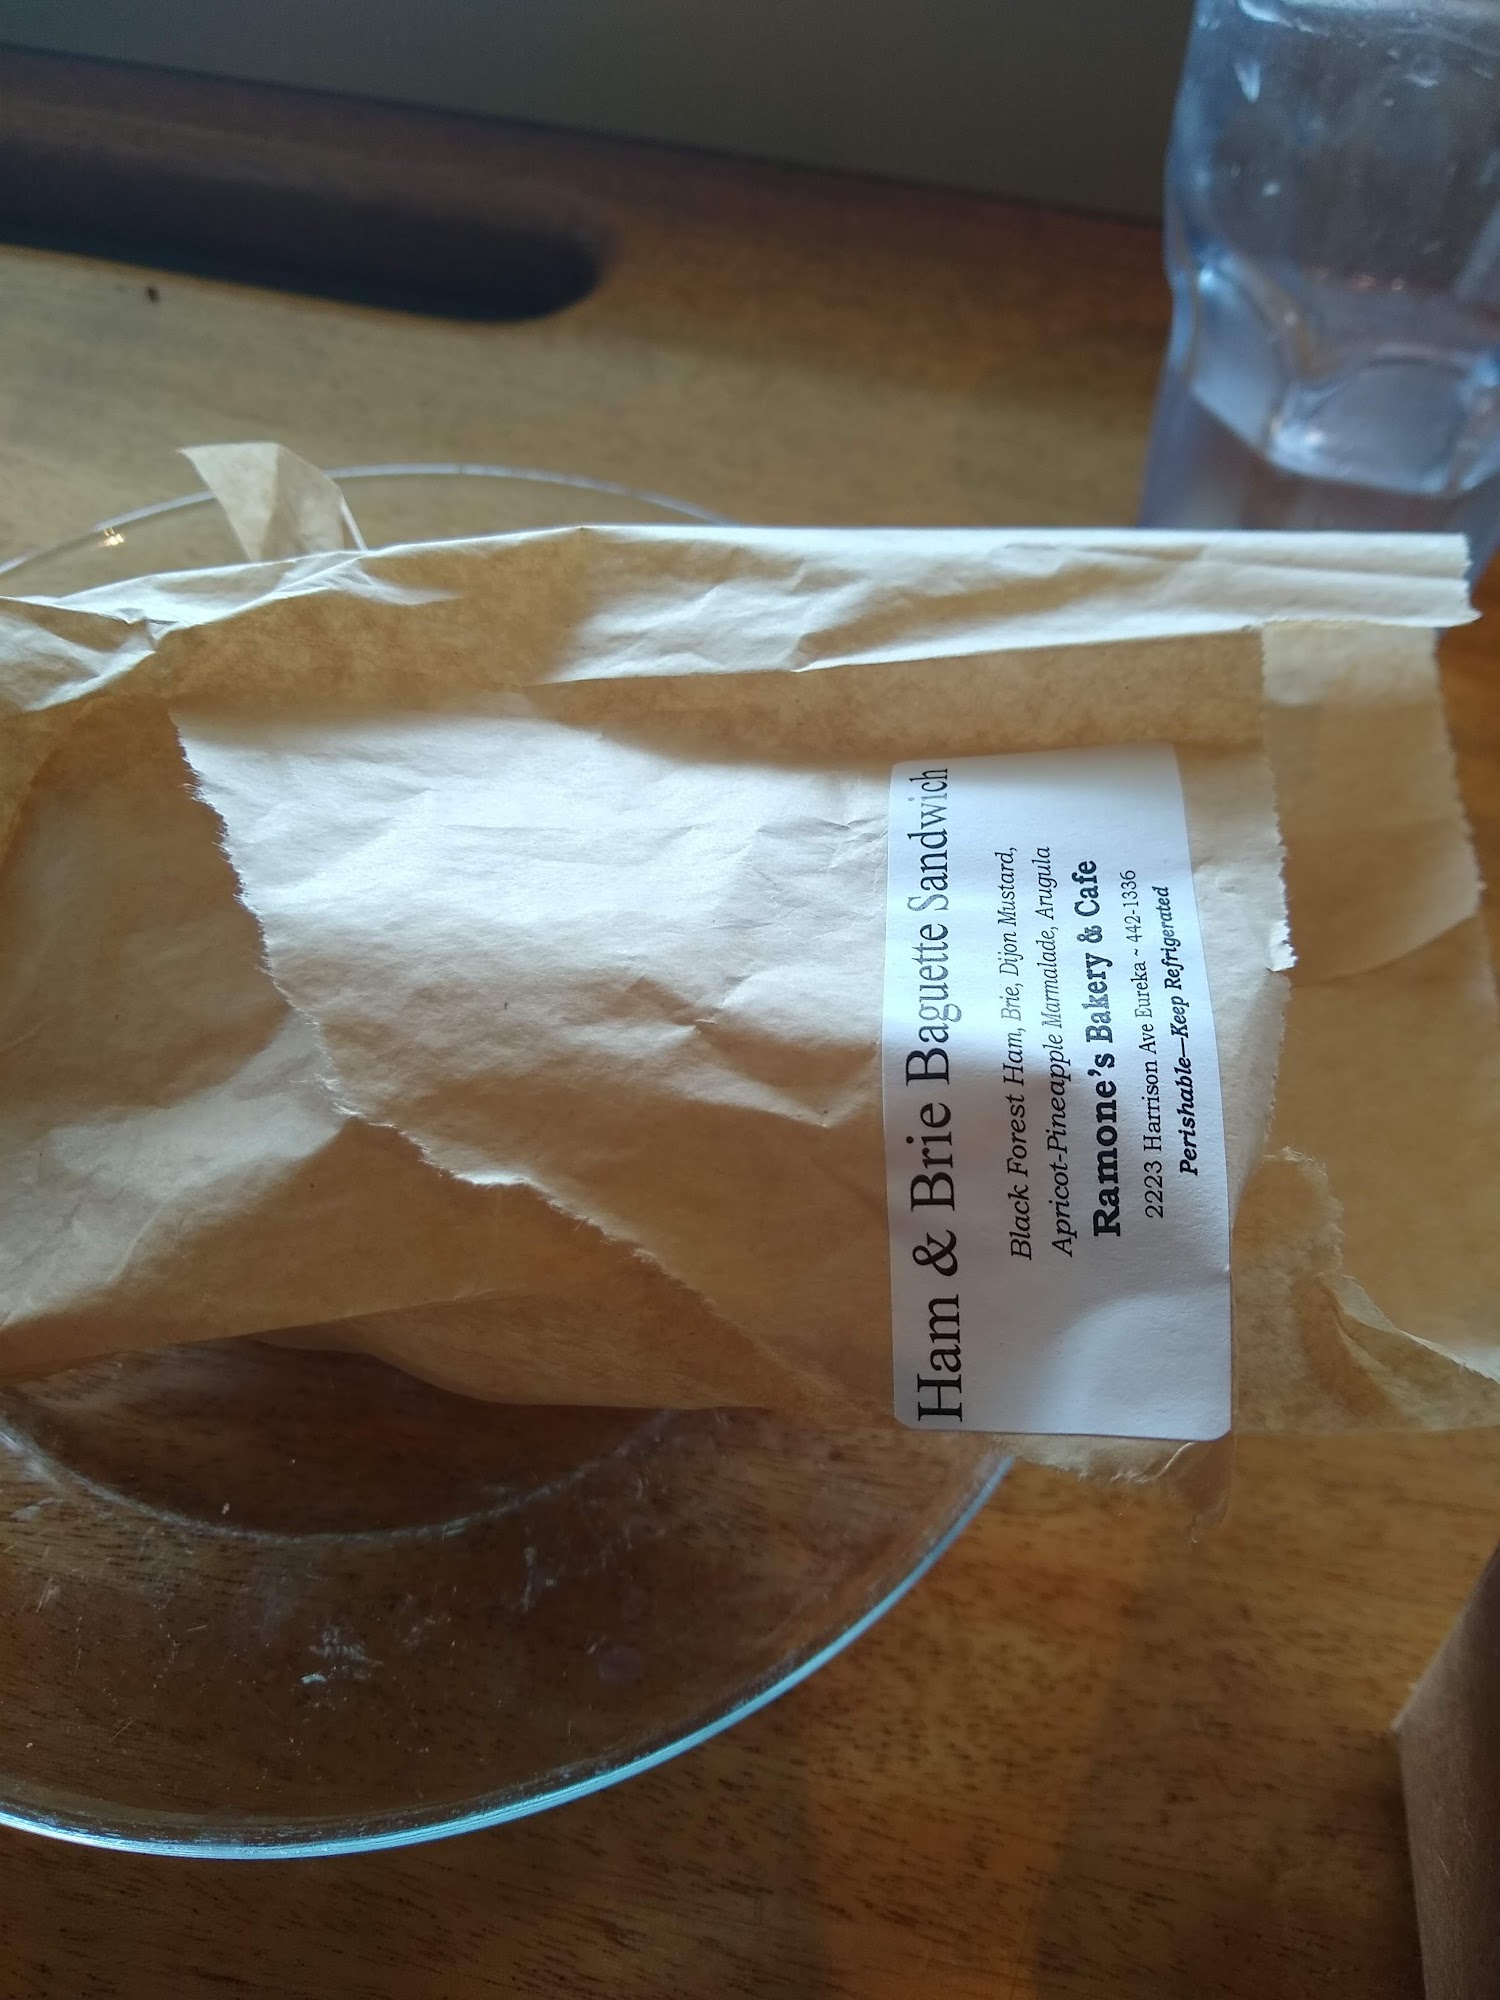 Ham & Brie Baguette Sandwich
Black Forest Ham, Brie, Dijon Mustard,
Apricot-Pineapple Marmalade, Arugula
Ramone's Bakery & Cafe
2223 Harrison Ave Eureka ~ 442-1336
Perishable—Keep Refrigerated